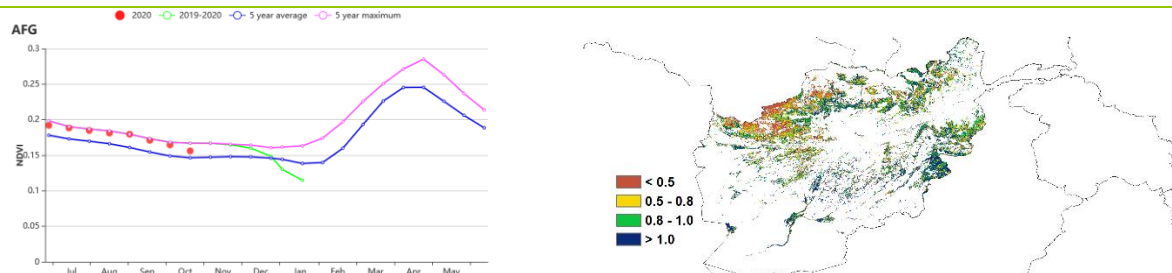 2020 2019-2020 5 year average 5 year maximum
AFG
0.3
0.25
0.2
0.15
0.1
0.05
0
NDVI
Jul Aug Sep Oct Nov Dec Jan Feb Mar Apr May
< 0.5
0.5 - 0.8
0.8 - 1.0
> 1.0